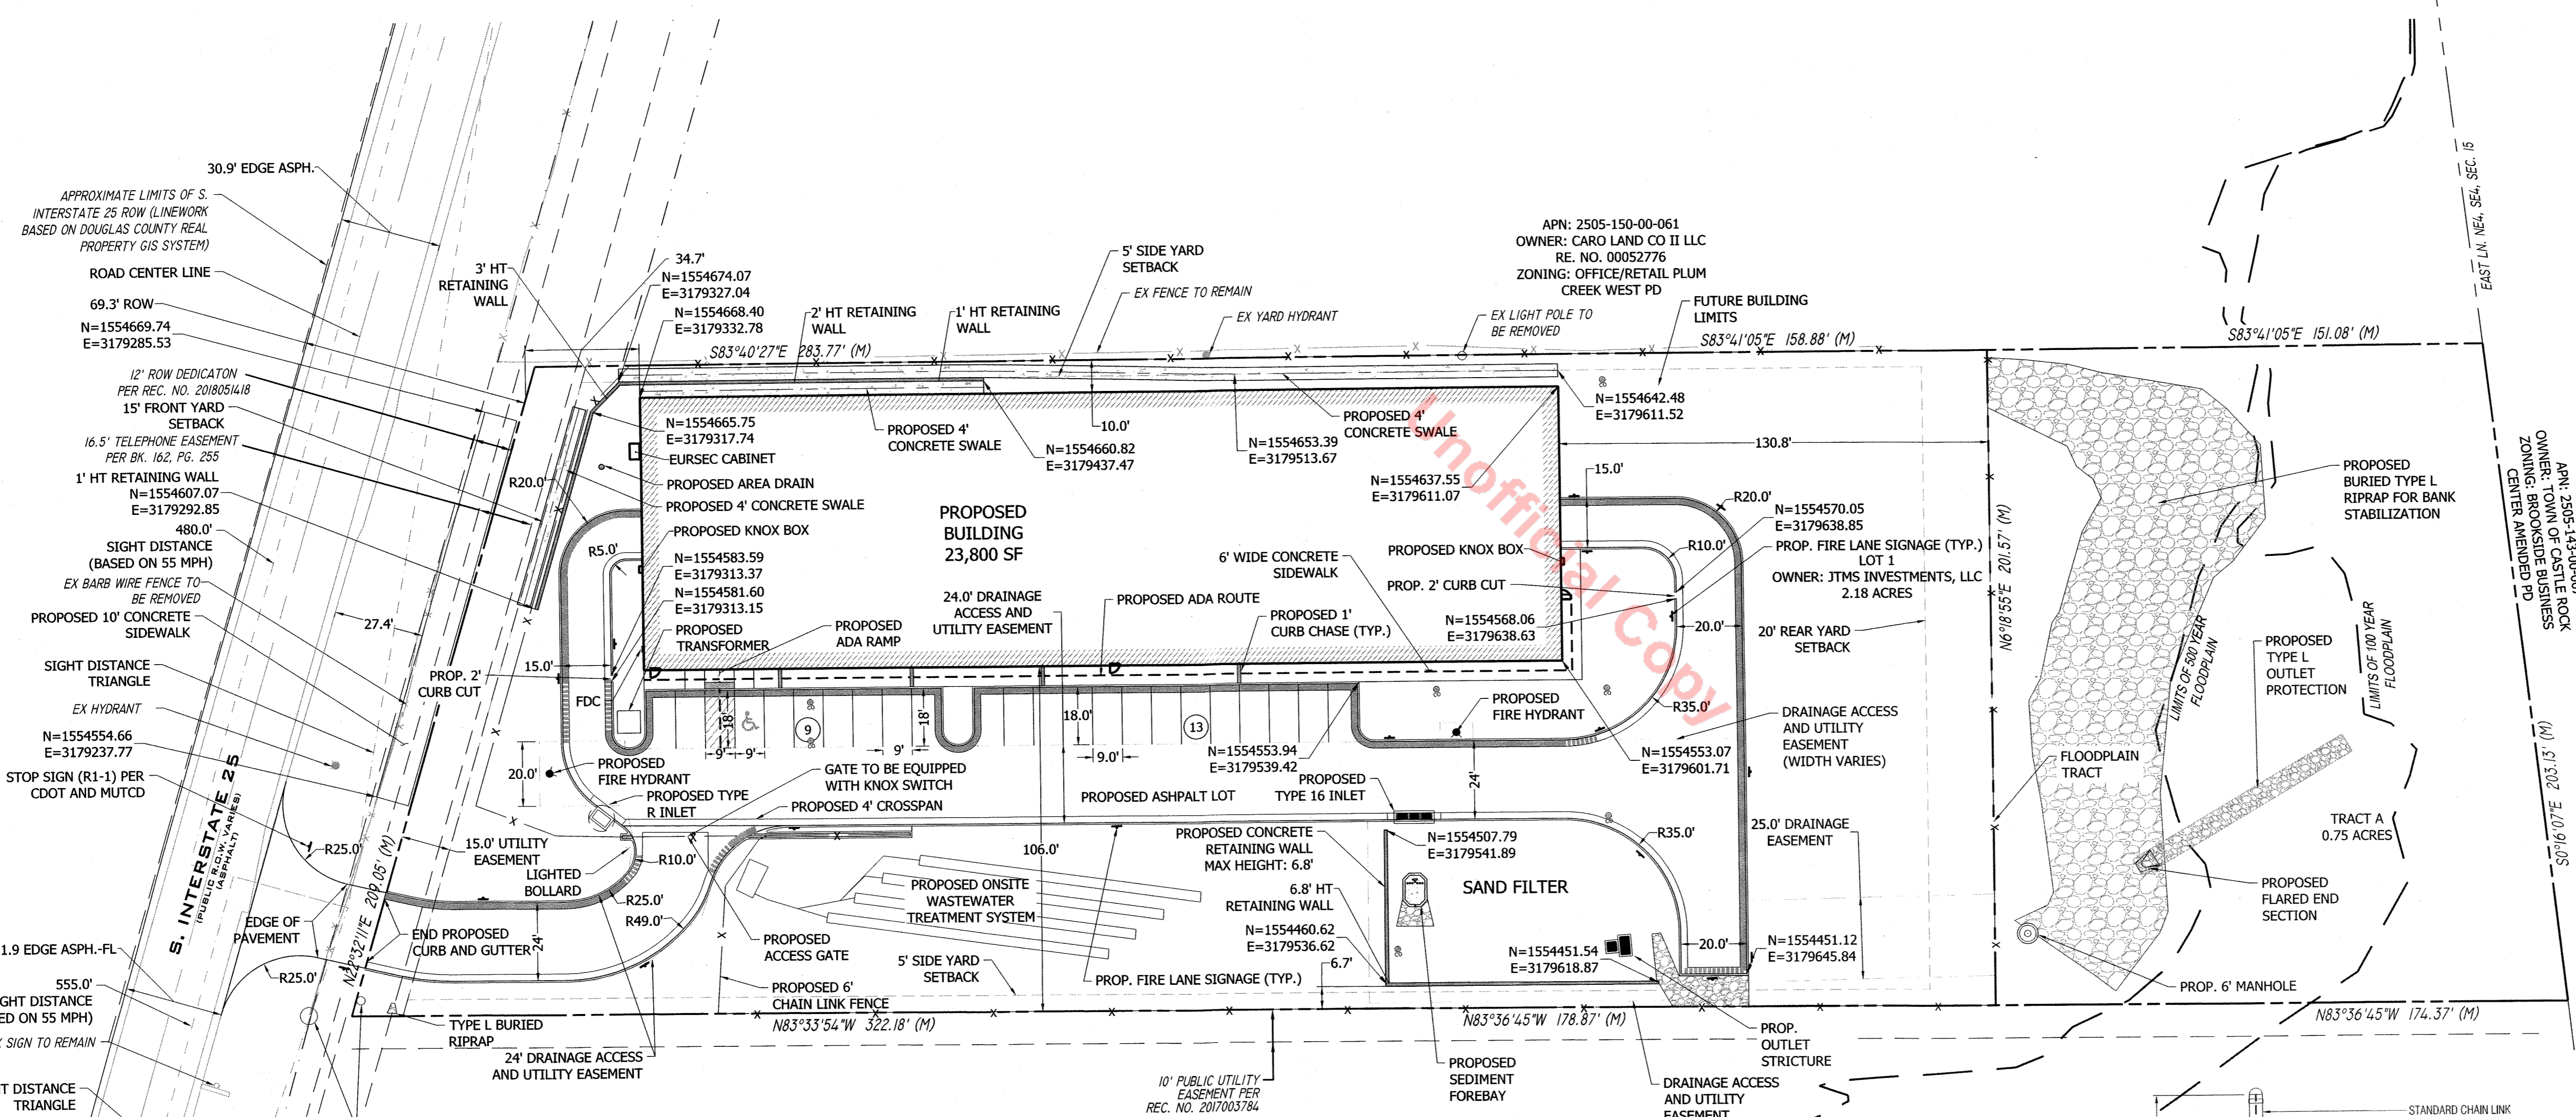 30.9' EDGE ASPH.
APPROXIMATE LIMITS OF S.
INTERSTATE 25 ROW (LINEWORK
BASED ON DOUGLAS COUNTY REAL
PROPERTY GIS SYSTEM)
ROAD CENTER LINE
69.3' ROW
N=1554669.74
E=3179285.53
12' ROW DEDICATON
PER REC. NO. 2018051418
15' FRONT YARD
SETBACK
16.5' TELEPHONE EASEMENT
PER BK. 162, PG. 255
1' HT RETAINING WALL
N=1554607.07
E=3179292.85
480.0'
SIGHT DISTANCE
(BASED ON 55 MPH)
EX BARB WIRE FENCE TO
BE REMOVED
PROPOSED 10' CONCRETE
SIDEWALK
SIGHT DISTANCE
TRIANGLE
EX HYDRANT
N=1554554.66
E=3179237.77
STOP SIGN (R1-1) PER
CDOT AND MUTCD
S. INTERSTATE 25
(PUBLIC R.O.W. VARIES)
(ASPHALT)
1.9 EDGE ASPH.-FL
555.0'
GHT DISTANCE
ED ON 55 MPH)
SIGN TO REMAIN
T DISTANCE
TRIANGLE
27.4'
R25.0'
R25.0'
EDGE OF
PAVEMENT
N22°32'11"E 209.05' (M)
3' HT
RETAINING
WALL
34.7'
N=1554674.07
E=3179327.04
N=1554668.40
E=3179332.78
S83°40'27"E 283.77' (M)
2' HT RETAINING
WALL
1' HT RETAINING
WALL
5' SIDE YARD
SETBACK
EX FENCE TO REMAIN
EX YARD HYDRANT
EX LIGHT POLE TO
BE REMOVED
APN: 2505-150-00-061
OWNER: CARO LAND CO II LLC
RE. NO. 00052776
ZONING: OFFICE/RETAIL PLUM
CREEK WEST PD
FUTURE BUILDING
LIMITS
S83°41'05"E 158.88' (M)
S83°41'05"E 151.08' (M)
EAST LN. NE4, SE4, SEC. 15
N=1554665.75
E=3179317.74
EURSEC CABINET
PROPOSED AREA DRAIN
PROPOSED 4' CONCRETE SWALE
PROPOSED KNOX BOX
N=1554583.59
E=3179313.37
N=1554581.60
E=3179313.15
PROPOSED
TRANSFORMER
PROPOSED
ADA RAMP
R20.0'
R5.0'
15.0'
PROP. 2'
CURB CUT
FDC
PROPOSED 4'
CONCRETE SWALE
10.0'
N=1554660.82
E=3179437.47
N=1554653.39
E=3179513.67
PROPOSED 4'
CONCRETE SWALE
N=1554642.48
E=3179611.52
N=1554637.55
E=3179611.07
130.8'
15.0'
PROPOSED
BUILDING
23,800 SF
24.0' DRAINAGE
ACCESS AND
UTILITY EASEMENT
PROPOSED ADA ROUTE
6' WIDE CONCRETE
SIDEWALK
PROPOSED 1'
CURB CHASE (TYP.)
PROPOSED KNOX BOX
PROP. 2' CURB CUT
N=1554568.06
E=3179638.63
R20.0'
R10.0'
N=1554570.05
E=3179638.85
PROP. FIRE LANE SIGNAGE (TYP.)
LOT 1
OWNER: JTMS INVESTMENTS, LLC
2.18 ACRES
20.0'
20' REAR YARD
SETBACK
R35.0'
N6°18'55"E 201.57' (M)
Unofficial Copy
18'
9'
9'
9
9'
18'
18.0'
9.0'
13
N=1554553.94
E=3179539.42
PROPOSED
FIRE HYDRANT
N=1554553.07
E=3179601.71
DRAINAGE ACCESS
AND UTILITY
EASEMENT
(WIDTH VARIES)
20.0'
PROPOSED
FIRE HYDRANT
GATE TO BE EQUIPPED
WITH KNOX SWITCH
PROPOSED TYPE
R INLET
PROPOSED 4' CROSSPAN
PROPOSED ASHPALT LOT
PROPOSED
TYPE 16 INLET
24'
15.0' UTILITY
EASEMENT
LIGHTED
BOLLARD
R10.0'
R25.0'
R49.0'
24'
END PROPOSED
CURB AND GUTTER
PROPOSED
ACCESS GATE
PROPOSED ONSITE
WASTEWATER
TREATMENT SYSTEM
106.0'
PROPOSED CONCRETE
RETAINING WALL
MAX HEIGHT: 6.8'
N=1554507.79
E=3179541.89
6.8' HT
RETAINING WALL
N=1554460.62
E=3179536.62
SAND FILTER
R35.0'
25.0' DRAINAGE
EASEMENT
N=1554451.54
E=3179618.87
20.0'
N=1554451.12
E=3179645.84
6.7'
5' SIDE YARD
SETBACK
PROP. FIRE LANE SIGNAGE (TYP.)
PROPOSED 6'
CHAIN LINK FENCE
N83°33'54"W 322.18' (M)
TYPE L BURIED
RIPRAP
24' DRAINAGE ACCESS
AND UTILITY EASEMENT
10' PUBLIC UTILITY
EASEMENT PER
REC. NO. 2017003784
N83°36'45"W 178.87' (M)
PROPOSED
SEDIMENT
FOREBAY
PROP.
OUTLET
STRICTURE
DRAINAGE ACCESS
AND UTILITY
EASEMENT
N83°36'45"W 174.37' (M)
PROPOSED
BURIED TYPE L
RIPRAP FOR BANK
STABILIZATION
LIMITS OF 500 YEAR
FLOODPLAIN
LIMITS OF 100 YEAR
FLOODPLAIN
PROPOSED
TYPE L
OUTLET
PROTECTION
FLOODPLAIN
TRACT
TRACT A
0.75 ACRES
PROPOSED
FLARED END
SECTION
PROP. 6' MANHOLE
S0°16'07"E 203.13' (M)
OWNER: TOWN OF CASTLE ROCK
ZONING: BROOKSIDE BUSINESS
CENTER AMENDED PD
STANDARD CHAIN LINK